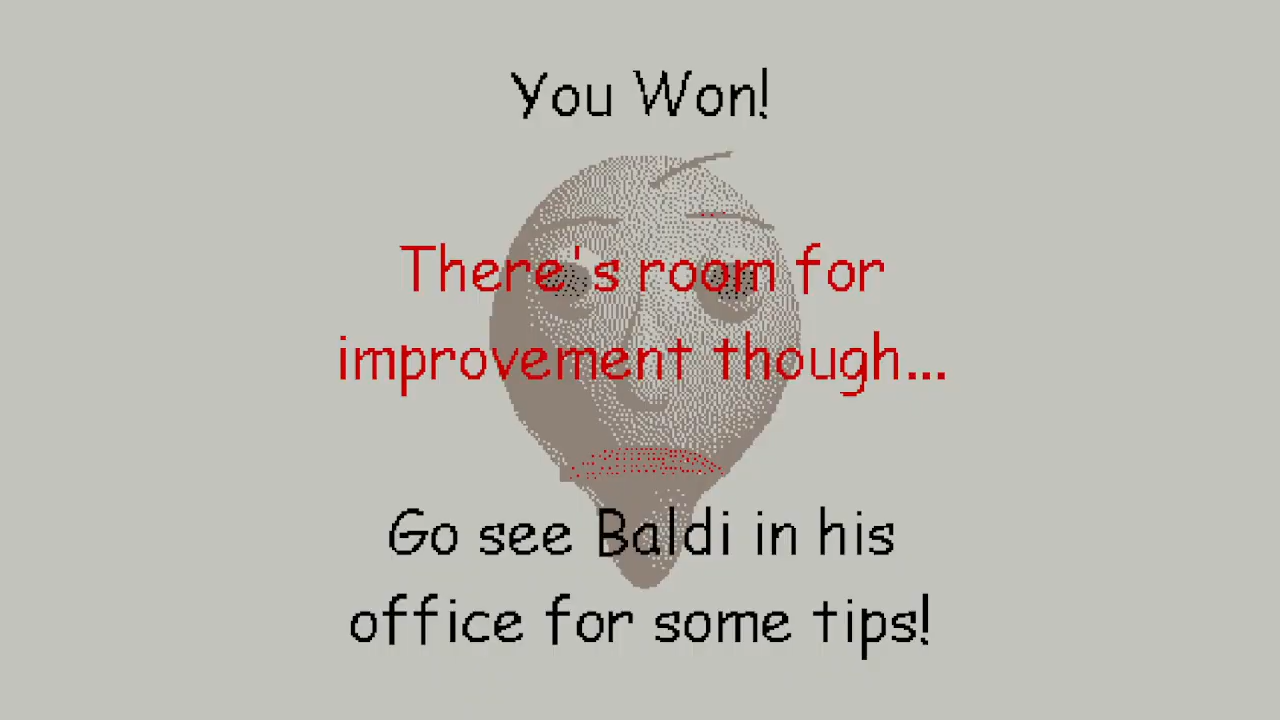 You Won!
There's room for
improvement though...
Go see Baldi in his
office for some tips!